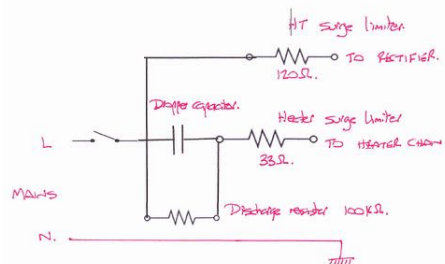 HT surge limiter.
120Ω.
TO RECTIFIER.
Dropper capacitor.
Heater surge limiter
L
33Ω.
TO HEATER CHAIN
MAINS
Discharge resistor 100KΩ.
N.